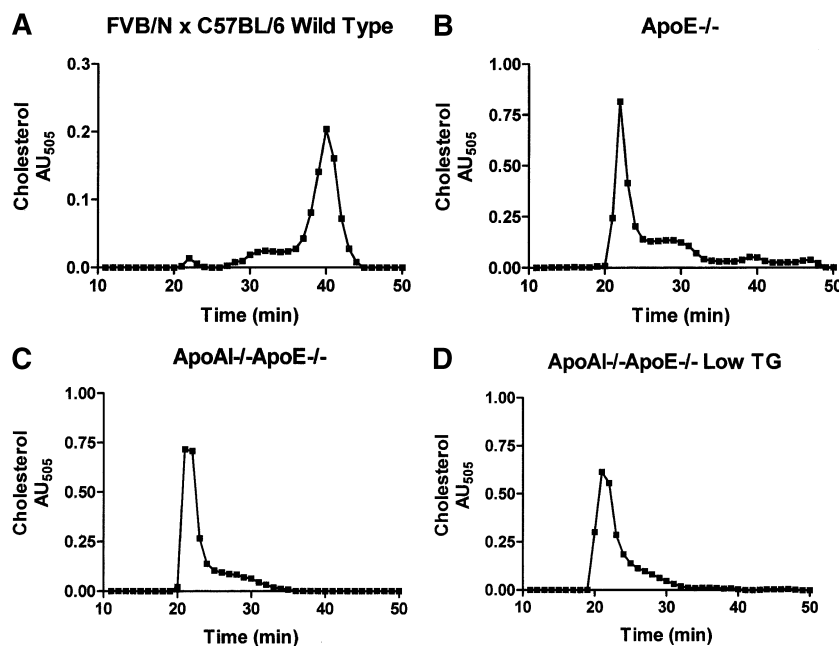 A
FVB/N x C57BL/6 Wild Type
Cholesterol
AU505
0.3
0.2
0.1
0.0
10 20 30 40 50
Time (min)
B
ApoE-/-
Cholesterol
AU505
1.00
0.75
0.50
0.25
0.00
10 20 30 40 50
Time (min)
C
ApoAI-/-ApoE-/-
Cholesterol
AU505
1.00
0.75
0.50
0.25
0.00
10 20 30 40 50
Time (min)
D
ApoAI-/-ApoE-/- Low TG
Cholesterol
AU505
1.00
0.75
0.50
0.25
0.00
10 20 30 40 50
Time (min)